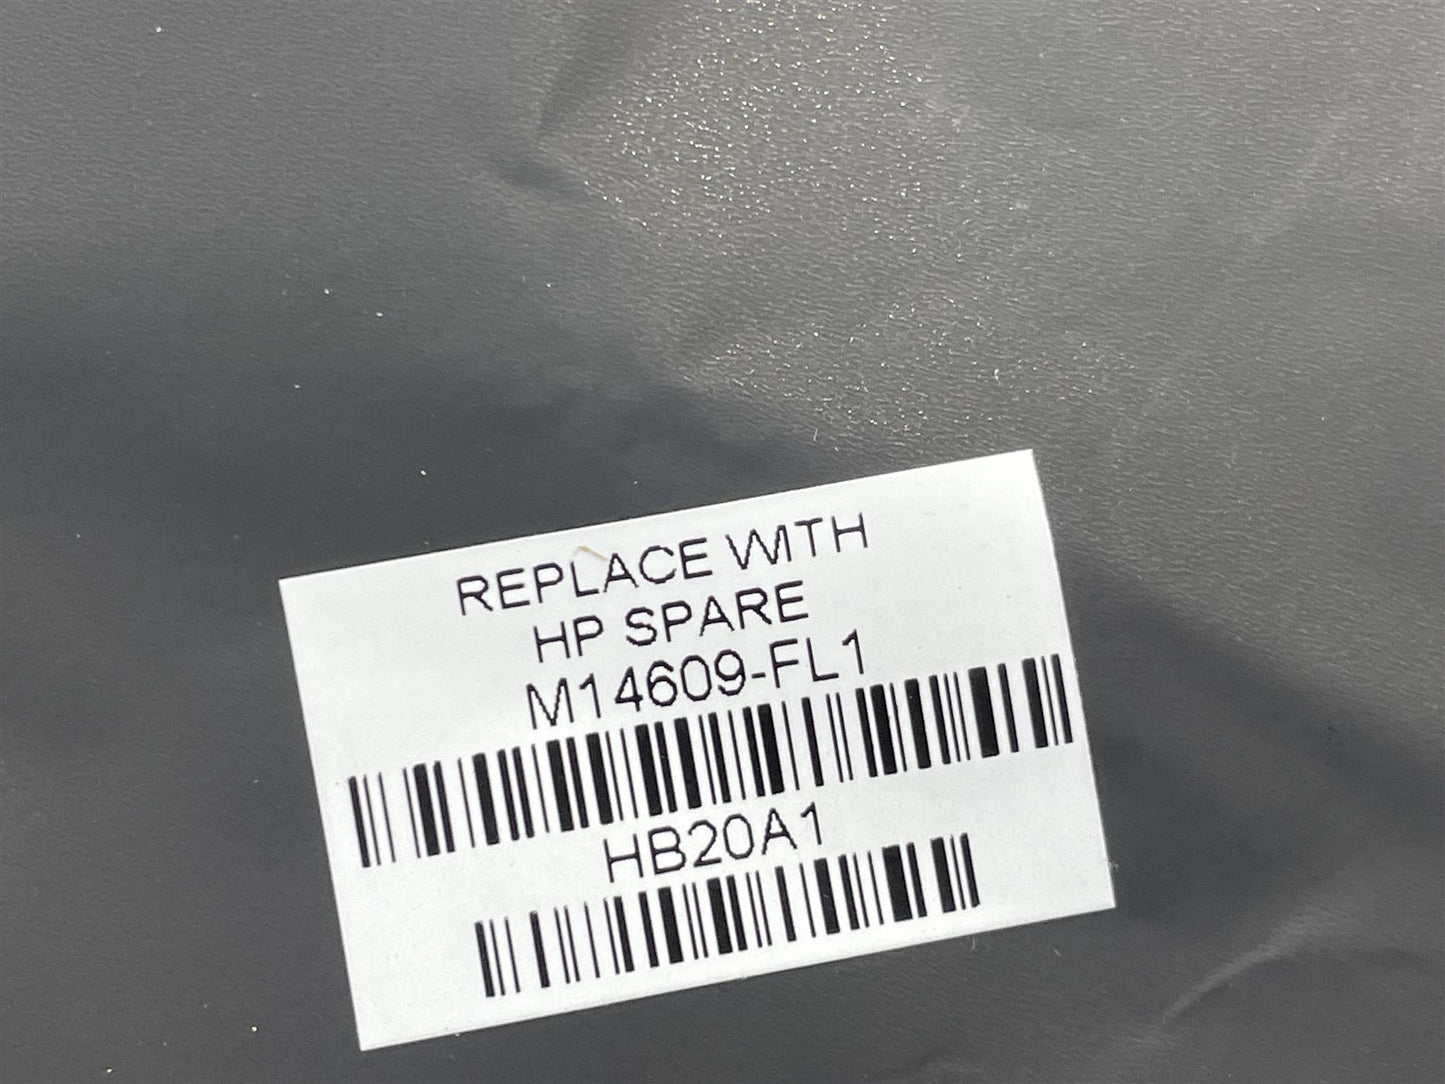 REPLACE WITH
HP SPARE
M14609-FL1
HB20A1